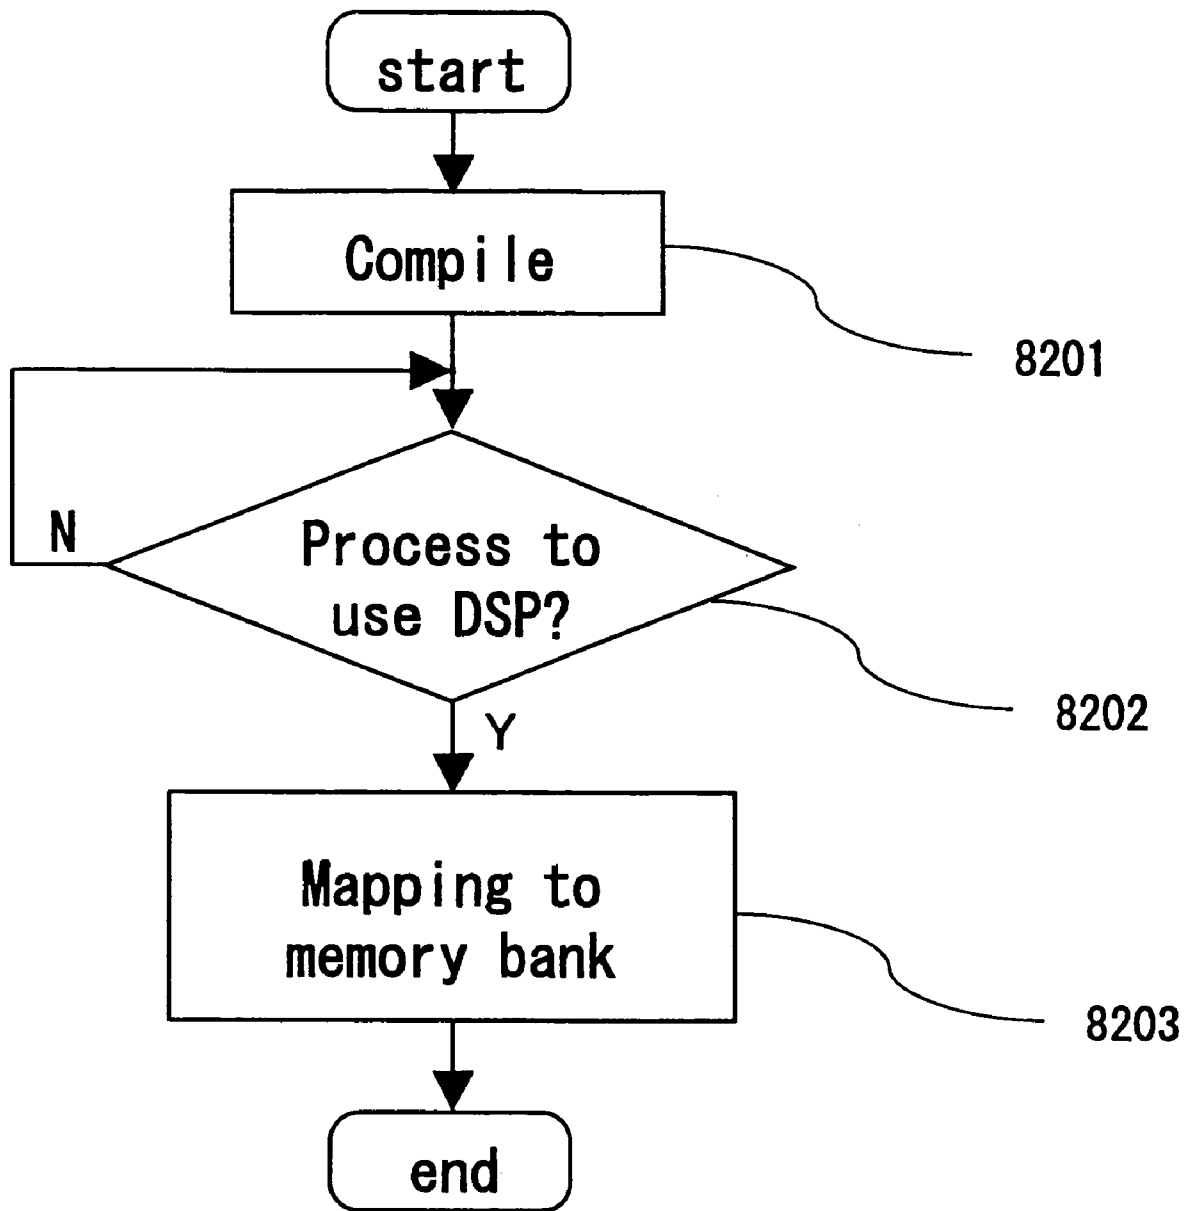 start
Compile
8201
N
Process to
use DSP?
8202
Y
Mapping to
memory bank
8203
end